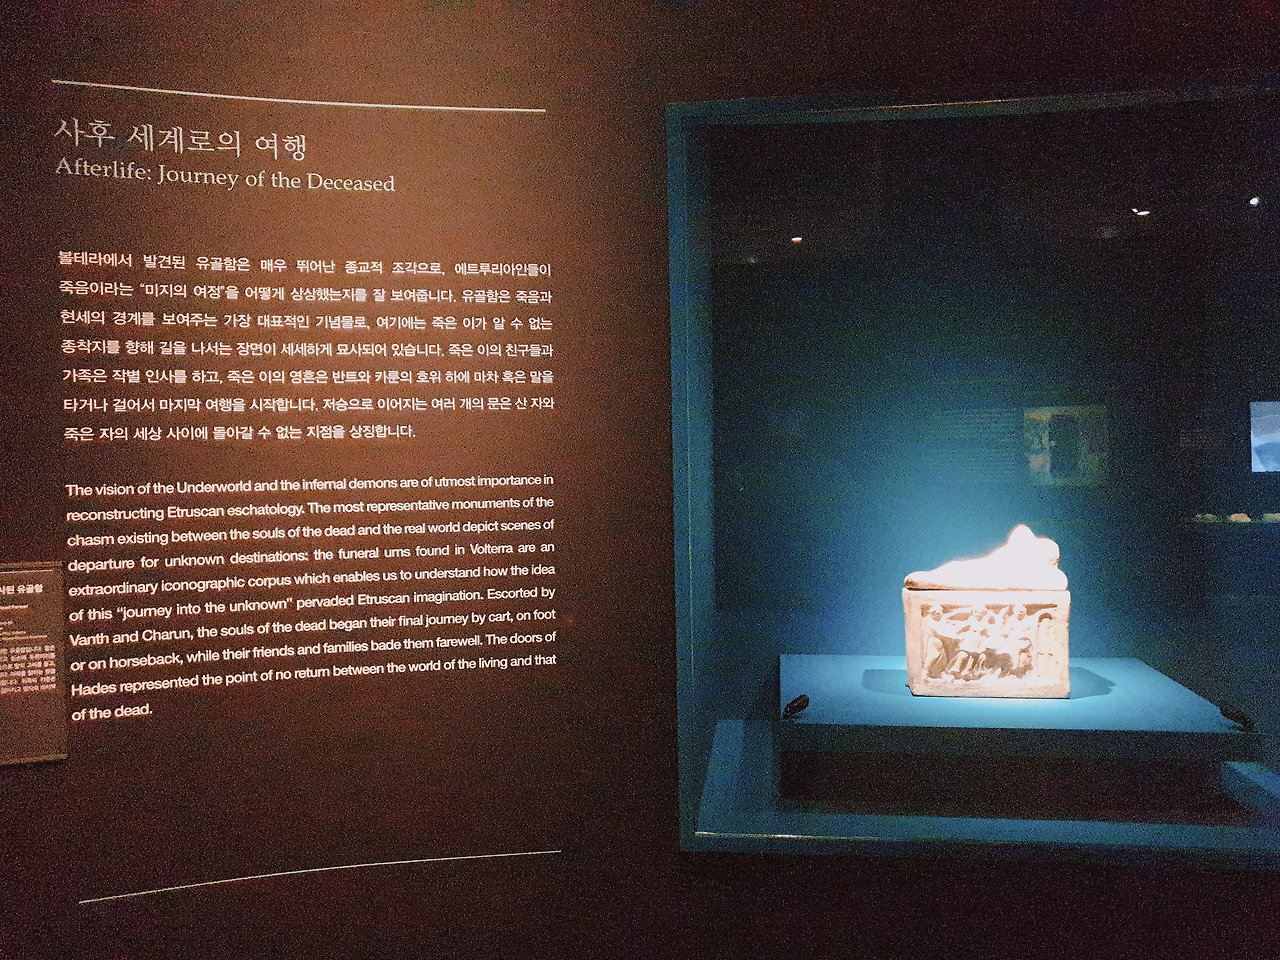 사후 세계로의 여행
Afterlife: Journey of the Deceased
볼테라에서 발견된 유골함은 매우 뛰어난 종교적 조각으로, 에트루리아인들이
죽음이라는 “미지의 여정”을 어떻게 상상했는지를 잘 보여줍니다. 유골함은 죽음과
현세의 경계를 보여주는 가장 대표적인 기념물로, 여기에는 죽은 이가 알 수 없는
종착지를 향해 길을 나서는 장면이 세세하게 묘사되어 있습니다. 죽은 이의 친구들과
가족은 작별 인사를 하고, 죽은 이의 영혼은 반트와 카룬의 호위 하에 마차 혹은 말을
타거나 걸어서 마지막 여행을 시작합니다. 저승으로 이어지는 여러 개의 문은 산 자와
죽은 자의 세상 사이에 돌아갈 수 없는 지점을 상징합니다.
The vision of the Underworld and the infernal demons are of utmost importance in
reconstructing Etruscan eschatology. The most representative monuments of the
chasm existing between the souls of the dead and the real world depict scenes of
departure for unknown destinations: the funeral urns found in Volterra are an
extraordinary iconographic corpus which enables us to understand how the idea
of this “journey into the unknown” pervaded Etruscan imagination. Escorted by
Vanth and Charun, the souls of the dead began their final journey by cart, on foot
or on horseback, while their friends and families bade them farewell. The doors of
Hades represented the point of no return between the world of the living and that
of the dead.
유골함